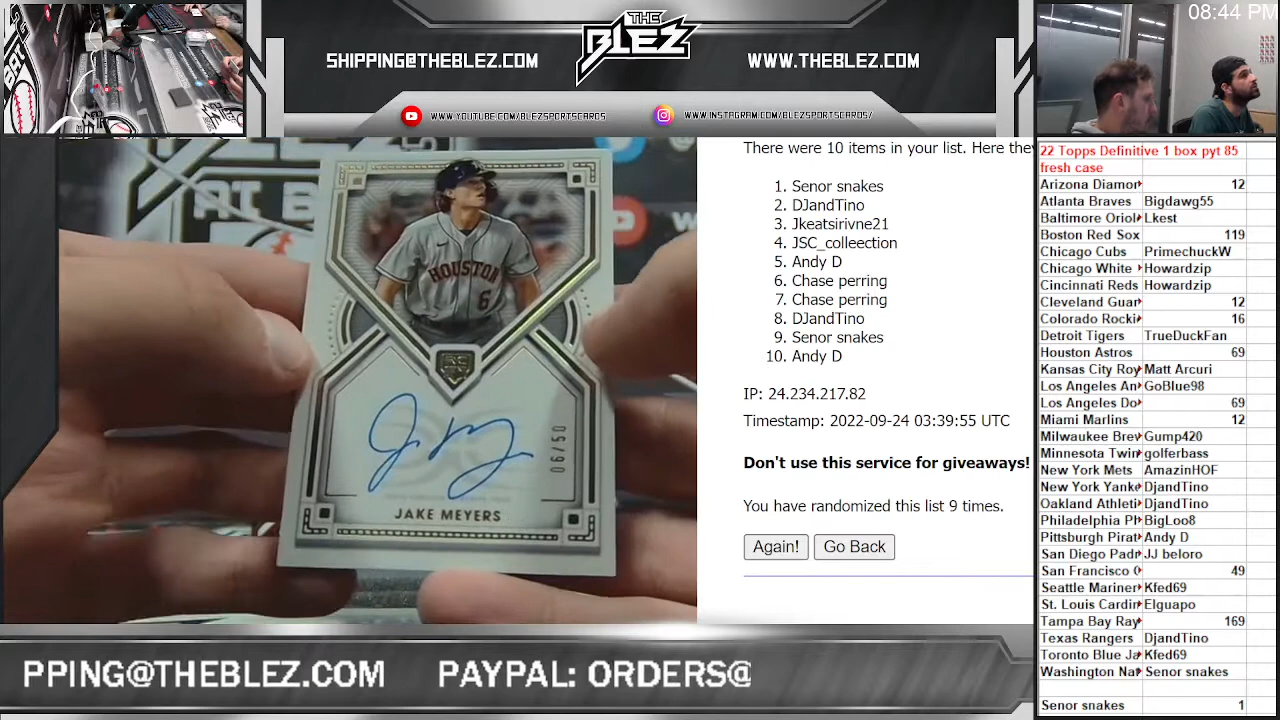 08:44 PM
THE
BLEZ
SHIPPING@THEBLEZ.COM
WWW.THEBLEZ.COM
WWW.YOUTUBE.COM/BLEZSPORTSCARDS
WWW.INSTAGRAM.COM/BLEZSPORTSCARDS/
AT B
HOUSTON
6
RC
06/50
JAKE MEYERS
There were 10 items in your list. Here they
1. Senor snakes
2. DJandTino
3. Jkeatsirivne21
4. JSC_colleection
5. Andy D
6. Chase perring
7. Chase perring
8. DJandTino
9. Senor snakes
10. Andy D
IP: 24.234.217.82
Timestamp: 2022-09-24 03:39:55 UTC
Don't use this service for giveaways!
You have randomized this list 9 times.
Again! Go Back
22 Topps Definitive 1 box pyt 85
fresh case
Arizona Diamon 12
Atlanta Braves Bigdawg55
Baltimore Oriol Lkest
Boston Red Sox 119
Chicago Cubs PrimechuckW
Chicago White Howardzip
Cincinnati Reds Howardzip
Cleveland Guar 12
Colorado Rocki 16
Detroit Tigers TrueDuckFan
Houston Astros 69
Kansas City Roy Matt Arcuri
Los Angeles An GoBlue98
Los Angeles Do 69
Miami Marlins 12
Milwaukee Brev Gump420
Minnesota Twin golferbass
New York Mets AmazinHOF
New York Yanke DjandTino
Oakland Athleti DjandTino
Philadelphia Pl BigLoo8
Pittsburgh Pirat Andy D
San Diego Padr JJ beloro
San Francisco 49
Seattle Mariner Kfed69
St. Louis Cardin Elguapo
Tampa Bay Ray 169
Texas Rangers DjandTino
Toronto Blue Ja Kfed69
Washington Nat Senor snakes
Senor snakes 1
PPING@THEBLEZ.COM PAYPAL: ORDERS@